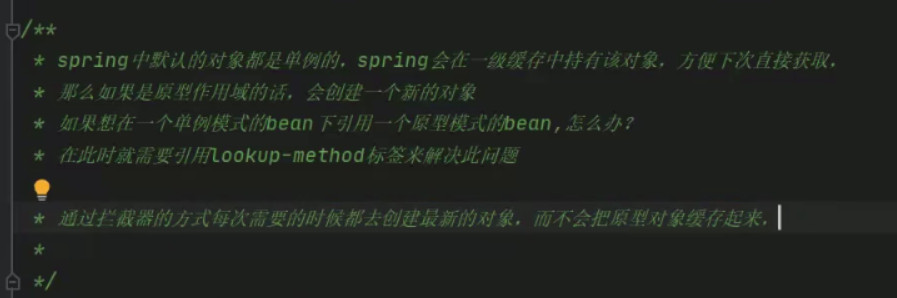 /**
* spring中默认的对象都是单例的，spring会在一级缓存中持有该对象，方便下次直接获取，
* 那么如果是原型作用域的话，会创建一个新的对象
* 如果想在一个单例模式的bean下引用一个原型模式的bean,怎么办？
* 在此时就需要引用lookup-method标签来解决此问题
* 通过拦截器的方式每次需要的时候都去创建最新的对象，而不会把原型对象缓存起来，
*
*/